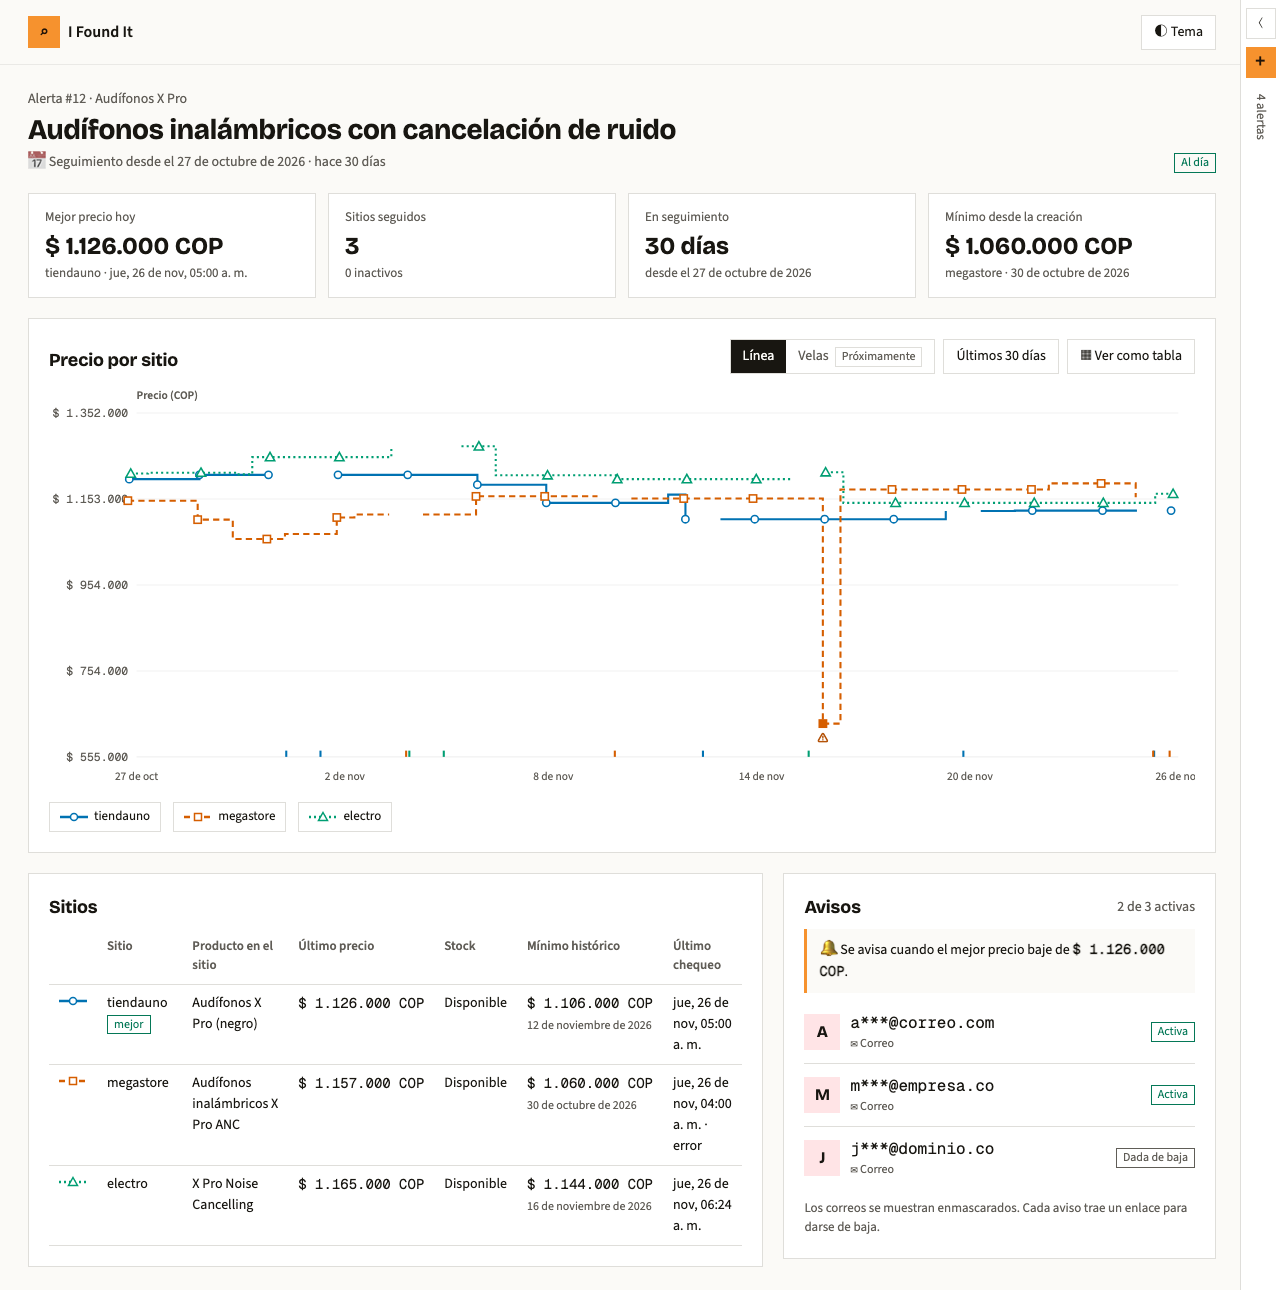 I Found It
Tema
4 alertas
Alerta #12 · Audífonos X Pro
Audífonos inalámbricos con cancelación de ruido
Seguimiento desde el 27 de octubre de 2026 · hace 30 días
Al día
Mejor precio hoy
$ 1.126.000 COP
tiendauno · jue, 26 de nov, 05:00 a. m.
Sitios seguidos
3
0 inactivos
En seguimiento
30 días
desde el 27 de octubre de 2026
Mínimo desde la creación
$ 1.060.000 COP
megastore · 30 de octubre de 2026
Precio por sitio
Línea
Velas Próximamente
Últimos 30 días
Ver como tabla
Precio (COP)
$ 1.352.000
$ 1.153.000
$ 954.000
$ 754.000
$ 555.000
27 de oct
2 de nov
8 de nov
14 de nov
20 de nov
26 de no
tiendauno
megastore
electro
Sitios
Sitio
Producto en el
sitio
Último precio
Stock
Mínimo histórico
Último
chequeo
tiendauno
mejor
Audífonos X
Pro (negro)
$ 1.126.000 COP
Disponible
$ 1.106.000 COP
12 de noviembre de 2026
jue, 26 de
nov, 05:00
a. m.
megastore
Audífonos
inalámbricos X
Pro ANC
$ 1.157.000 COP
Disponible
$ 1.060.000 COP
30 de octubre de 2026
jue, 26 de
nov, 04:00
a. m. ·
error
electro
X Pro Noise
Cancelling
$ 1.165.000 COP
Disponible
$ 1.144.000 COP
16 de noviembre de 2026
jue, 26 de
nov, 06:24
a. m.
Avisos
2 de 3 activas
Se avisa cuando el mejor precio baje de $ 1.126.000
COP.
A
a***@correo.com
Correo
Activa
M
m***@empresa.co
Correo
Activa
J
j***@dominio.co
Correo
Dada de baja
Los correos se muestran enmascarados. Cada aviso trae un enlace para
darse de baja.